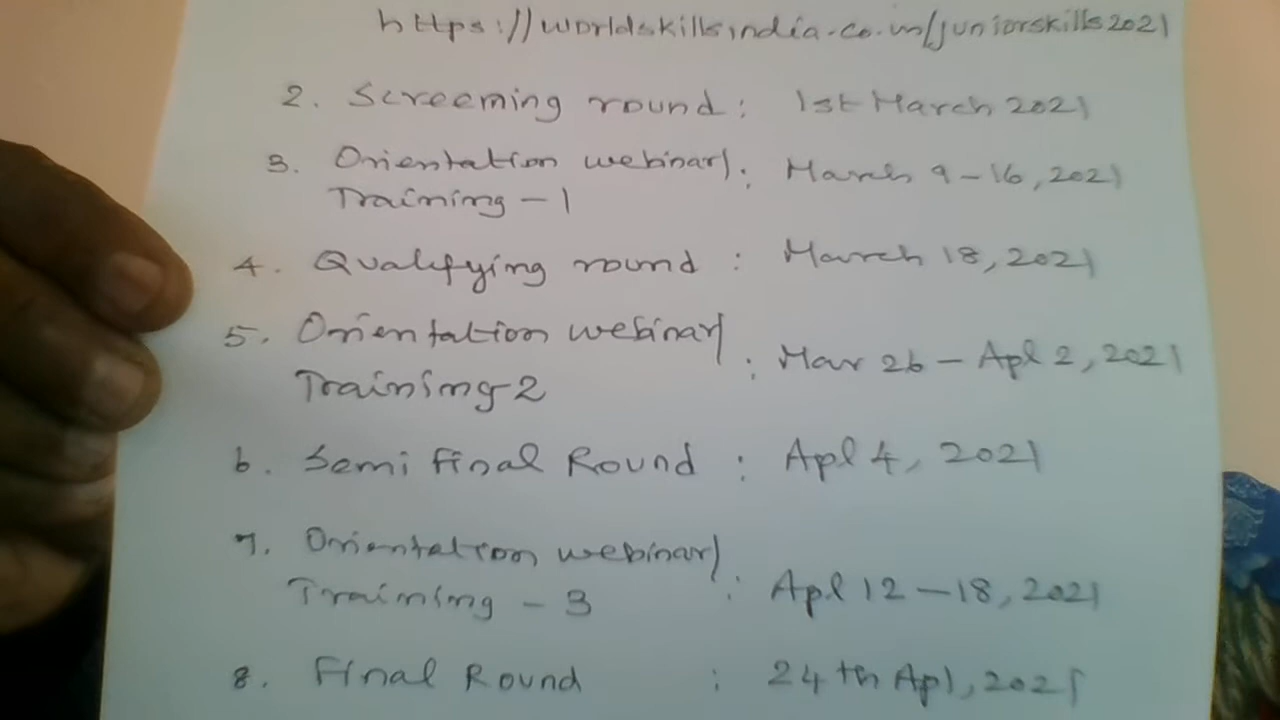 https://worldskillsindia.co.in/juniorskills2021
2. Screening round : 1st March 2021
3. Orientation webinar/ : March 9-16, 2021
Training - 1
4. Qualifying round : March 18, 2021
5. Orientation webinar/ : Mar 26 - Apl 2, 2021
Training-2
6. Semi final Round : Apl 4, 2021
7. Orientation webinar/
Training - 3 : Apl 12-18, 2021
8. Final Round : 24th Apl, 2021